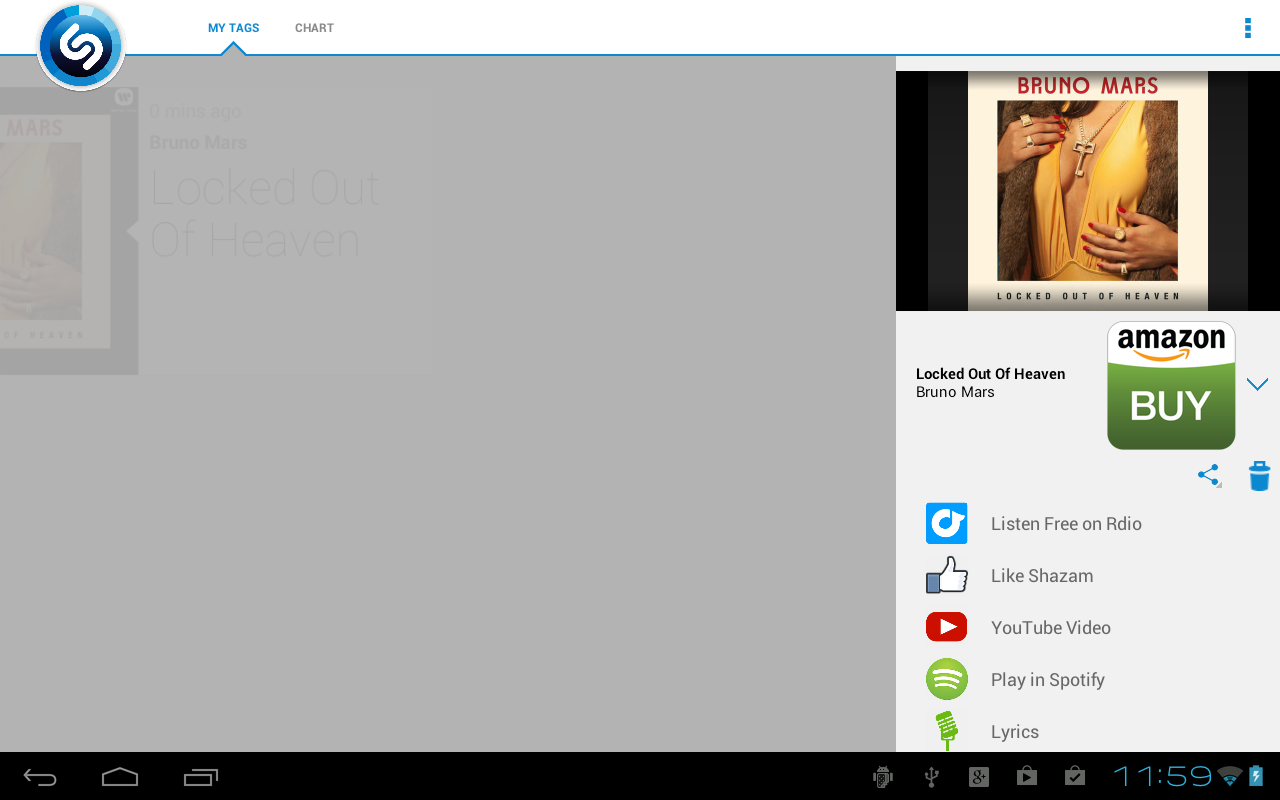 MY TAGS
CHART
MARS
0 mins ago
Bruno Mars
Locked Out
Of Heaven
OF HEAVEN
BRUNO MARS
LOCKED OUT OF HEAVEN
Locked Out Of Heaven
Bruno Mars
amazon
BUY
Listen Free on Rdio
Like Shazam
YouTube Video
Play in Spotify
Lyrics
11:59